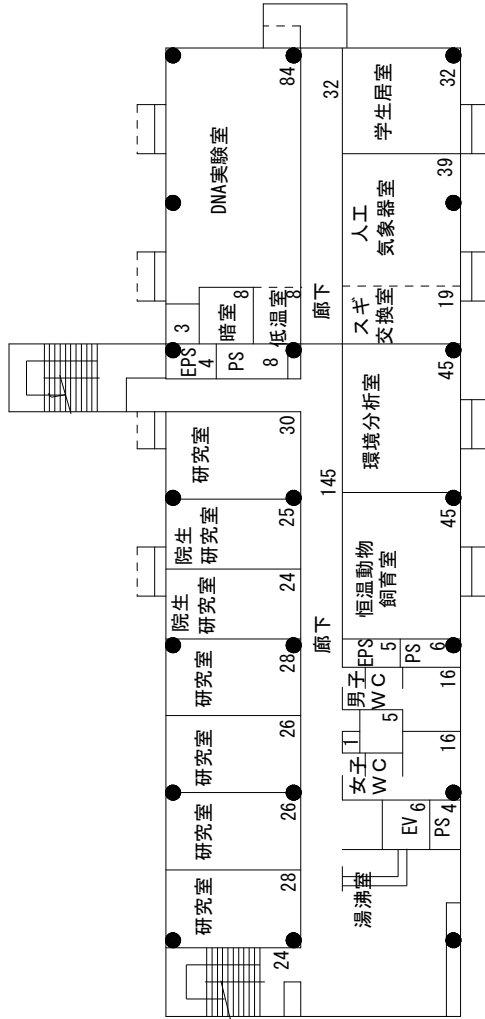 DNA実験室
84
3
暗室
8
低温室
8
EPS
4
PS
8
研究室
30
院生
研究室
25
院生
研究室
24
研究室
28
研究室
26
研究室
26
研究室
28
24
廊下
32
廊下
145
学生居室
32
人工
気象器室
39
スギ
交換室
19
環境分析室
45
恒温動物
飼育室
45
EPS
5
PS
6
男子
WC
16
1
5
女子
WC
16
EV
6
PS
4
湯沸室